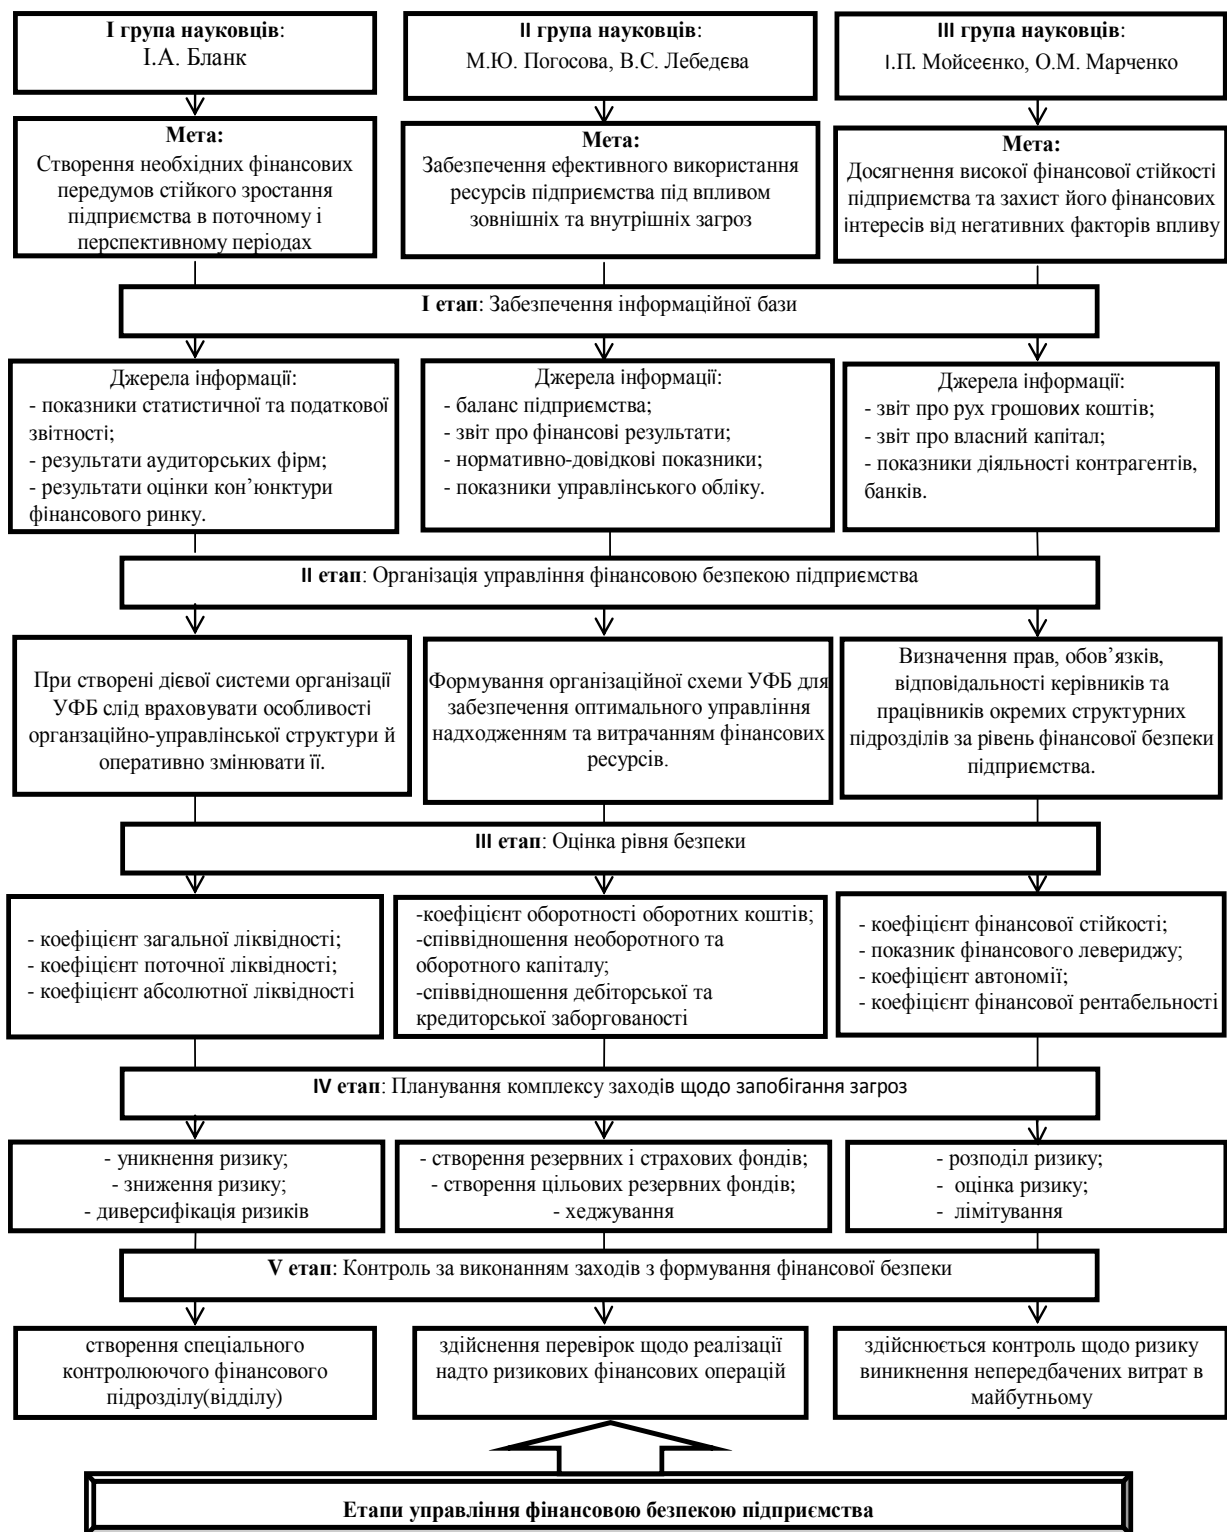 І група науковців:
І.А. Бланк
ІІ група науковців:
М.Ю. Погосова, В.С. Лебедєва
ІІІ група науковців:
І.П. Мойсеєнко, О.М. Марченко
Мета:
Створення необхідних фінансових
передумов стійкого зростання
підприємства в поточному і
перспективному періодах
Мета:
Забезпечення ефективного використання
ресурсів підприємства під впливом
зовнішніх та внутрішніх загроз
Мета:
Досягнення високої фінансової стійкості
підприємства та захист його фінансових
інтересів від негативних факторів впливу
І етап: Забезпечення інформаційної бази
Джерела інформації:
- показники статистичної та податкової
звітності;
- результати аудиторських фірм;
- результати оцінки кон’юнктури
фінансового ринку.
Джерела інформації:
- баланс підприємства;
- звіт про фінансові результати;
- нормативно-довідкові показники;
- показники управлінського обліку.
Джерела інформації:
- звіт про рух грошових коштів;
- звіт про власний капітал;
- показники діяльності контрагентів,
банків.
ІІ етап: Організація управління фінансовою безпекою підприємства
При створені дієвої системи організації
УФБ слід враховувати особливості
органзаційно-управлінської структури й
оперативно змінювати її.
Формування організаційної схеми УФБ для
забезпечення оптимального управління
надходженням та витрачанням фінансових
ресурсів.
Визначення прав, обов’язків,
відповідальності керівників та
працівників окремих структурних
підрозділів за рівень фінансової безпеки
підприємства.
ІІІ етап: Оцінка рівня безпеки
- коефіцієнт загальної ліквідності;
- коефіцієнт поточної ліквідності;
- коефіцієнт абсолютної ліквідності
-коефіцієнт оборотності оборотних коштів;
-співвідношення необоротного та
оборотного капіталу;
-співвідношення дебіторської та
кредиторської заборгованості
- коефіцієнт фінансової стійкості;
- показник фінансового левериджу;
- коефіцієнт автономії;
- коефіцієнт фінансової рентабельності
ІV етап: Планування комплексу заходів щодо запобігання загроз
- уникнення ризику;
- зниження ризику;
- диверсифікація ризиків
- створення резервних і страхових фондів;
- створення цільових резервних фондів;
- хеджування
- розподіл ризику;
- оцінка ризику;
- лімітування
V етап: Контроль за виконанням заходів з формування фінансової безпеки
створення спеціального
контролюючого фінансового
підрозділу(відділу)
здійснення перевірок щодо реалізації
надто ризикових фінансових операцій
здійснюється контроль щодо ризику
виникнення непередбачених витрат в
майбутньому
Етапи управління фінансовою безпекою підприємства